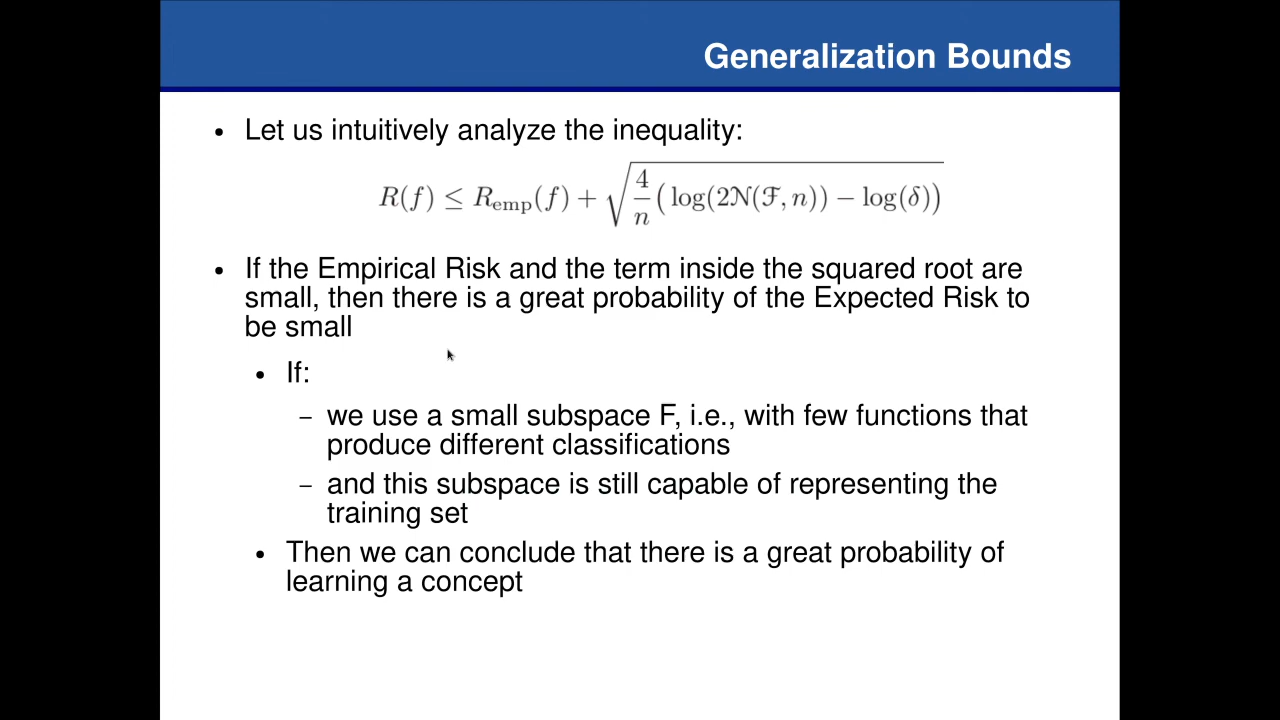 Generalization Bounds
• Let us intuitively analyze the inequality:
R(f) ≤ R_emp(f) + √(4/n (log(2𝒩(ℱ, n)) − log(δ)))
• If the Empirical Risk and the term inside the squared root are
small, then there is a great probability of the Expected Risk to
be small
• If:
– we use a small subspace F, i.e., with few functions that
produce different classifications
– and this subspace is still capable of representing the
training set
• Then we can conclude that there is a great probability of
learning a concept